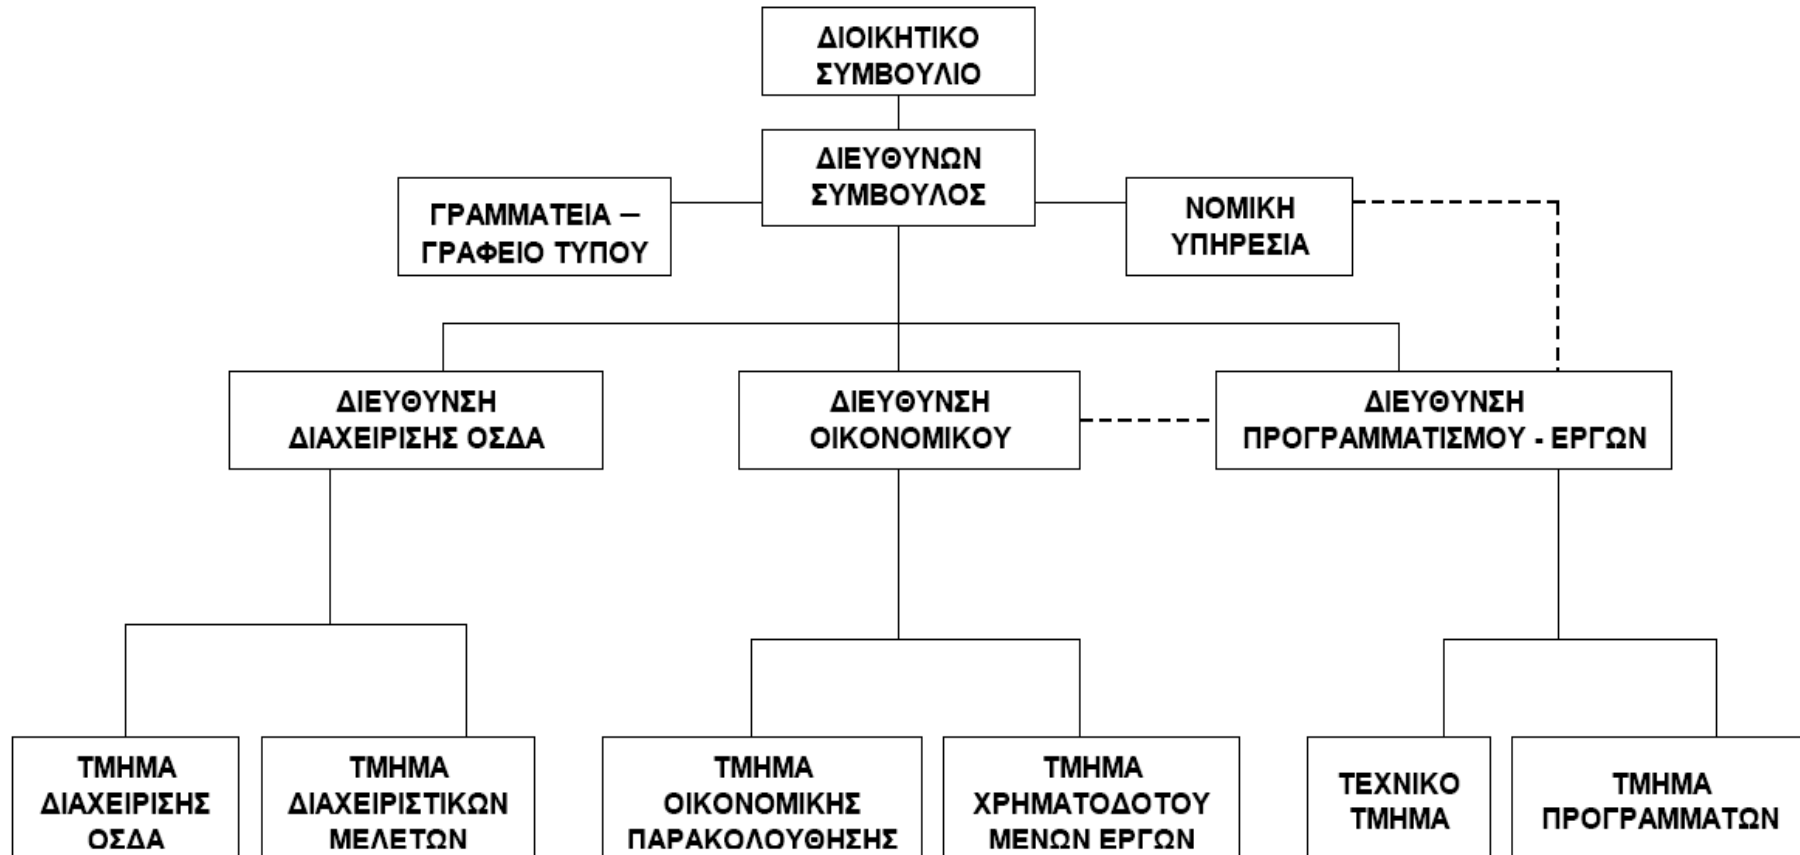 ΔΙΟΙΚΗΤΙΚΟ
ΣΥΜΒΟΥΛΙΟ
ΔΙΕΥΘΥΝΩΝ
ΣΥΜΒΟΥΛΟΣ
ΓΡΑΜΜΑΤΕΙΑ –
ΓΡΑΦΕΙΟ ΤΥΠΟΥ
ΝΟΜΙΚΗ
ΥΠΗΡΕΣΙΑ
ΔΙΕΥΘΥΝΣΗ
ΔΙΑΧΕΙΡΙΣΗΣ ΟΣΔΑ
ΔΙΕΥΘΥΝΣΗ
ΟΙΚΟΝΟΜΙΚΟΥ
ΔΙΕΥΘΥΝΣΗ
ΠΡΟΓΡΑΜΜΑΤΙΣΜΟΥ - ΕΡΓΩΝ
ΤΜΗΜΑ
ΔΙΑΧΕΙΡΙΣΗΣ
ΟΣΔΑ
ΤΜΗΜΑ
ΔΙΑΧΕΙΡΙΣΤΙΚΩΝ
ΜΕΛΕΤΩΝ
ΤΜΗΜΑ
ΟΙΚΟΝΟΜΙΚΗΣ
ΠΑΡΑΚΟΛΟΥΘΗΣΗΣ
ΤΜΗΜΑ
ΧΡΗΜΑΤΟΔΟΤΟΥ
ΜΕΝΩΝ ΕΡΓΩΝ
ΤΕΧΝΙΚΟ
ΤΜΗΜΑ
ΤΜΗΜΑ
ΠΡΟΓΡΑΜΜΑΤΩΝ